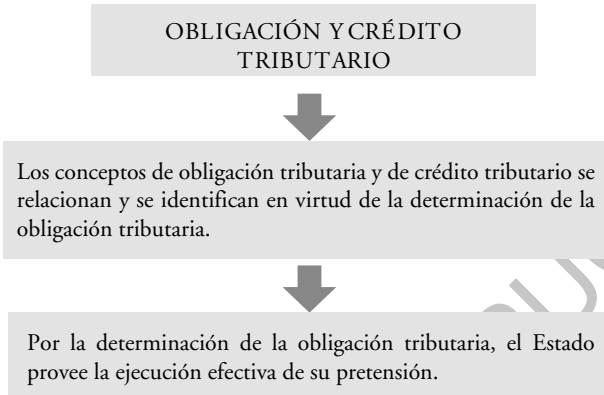 OBLIGACIÓN Y CRÉDITO
TRIBUTARIO
Los conceptos de obligación tributaria y de crédito tributario se
relacionan y se identifican en virtud de la determinación de la
obligación tributaria.
Por la determinación de la obligación tributaria, el Estado
provee la ejecución efectiva de su pretensión.